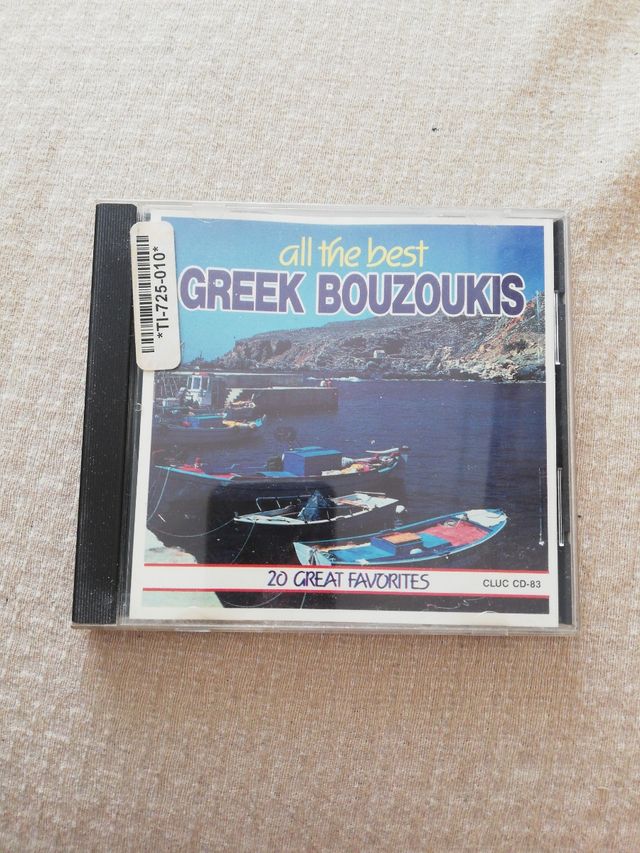 all the best
GREEK BOUZOUKIS
*TI-725-010*
20 GREAT FAVORITES
CLUC CD-83